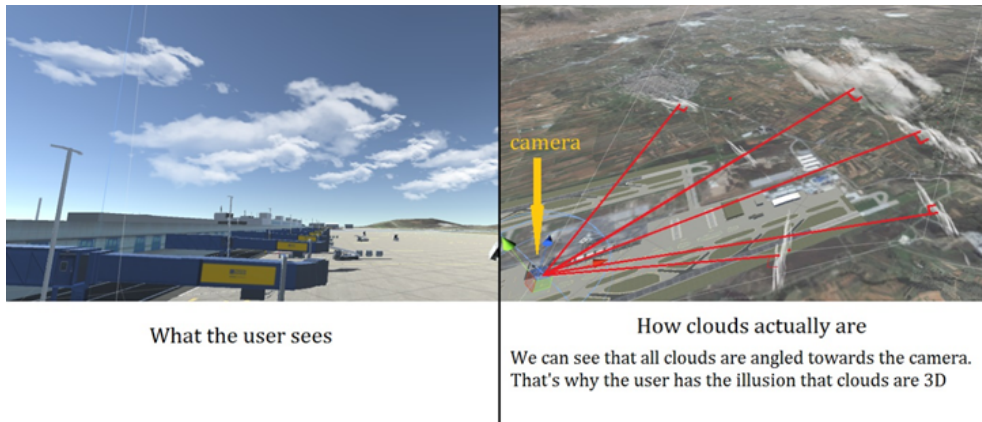 camera
What the user sees
How clouds actually are
We can see that all clouds are angled towards the camera.
That's why the user has the illusion that clouds are 3D